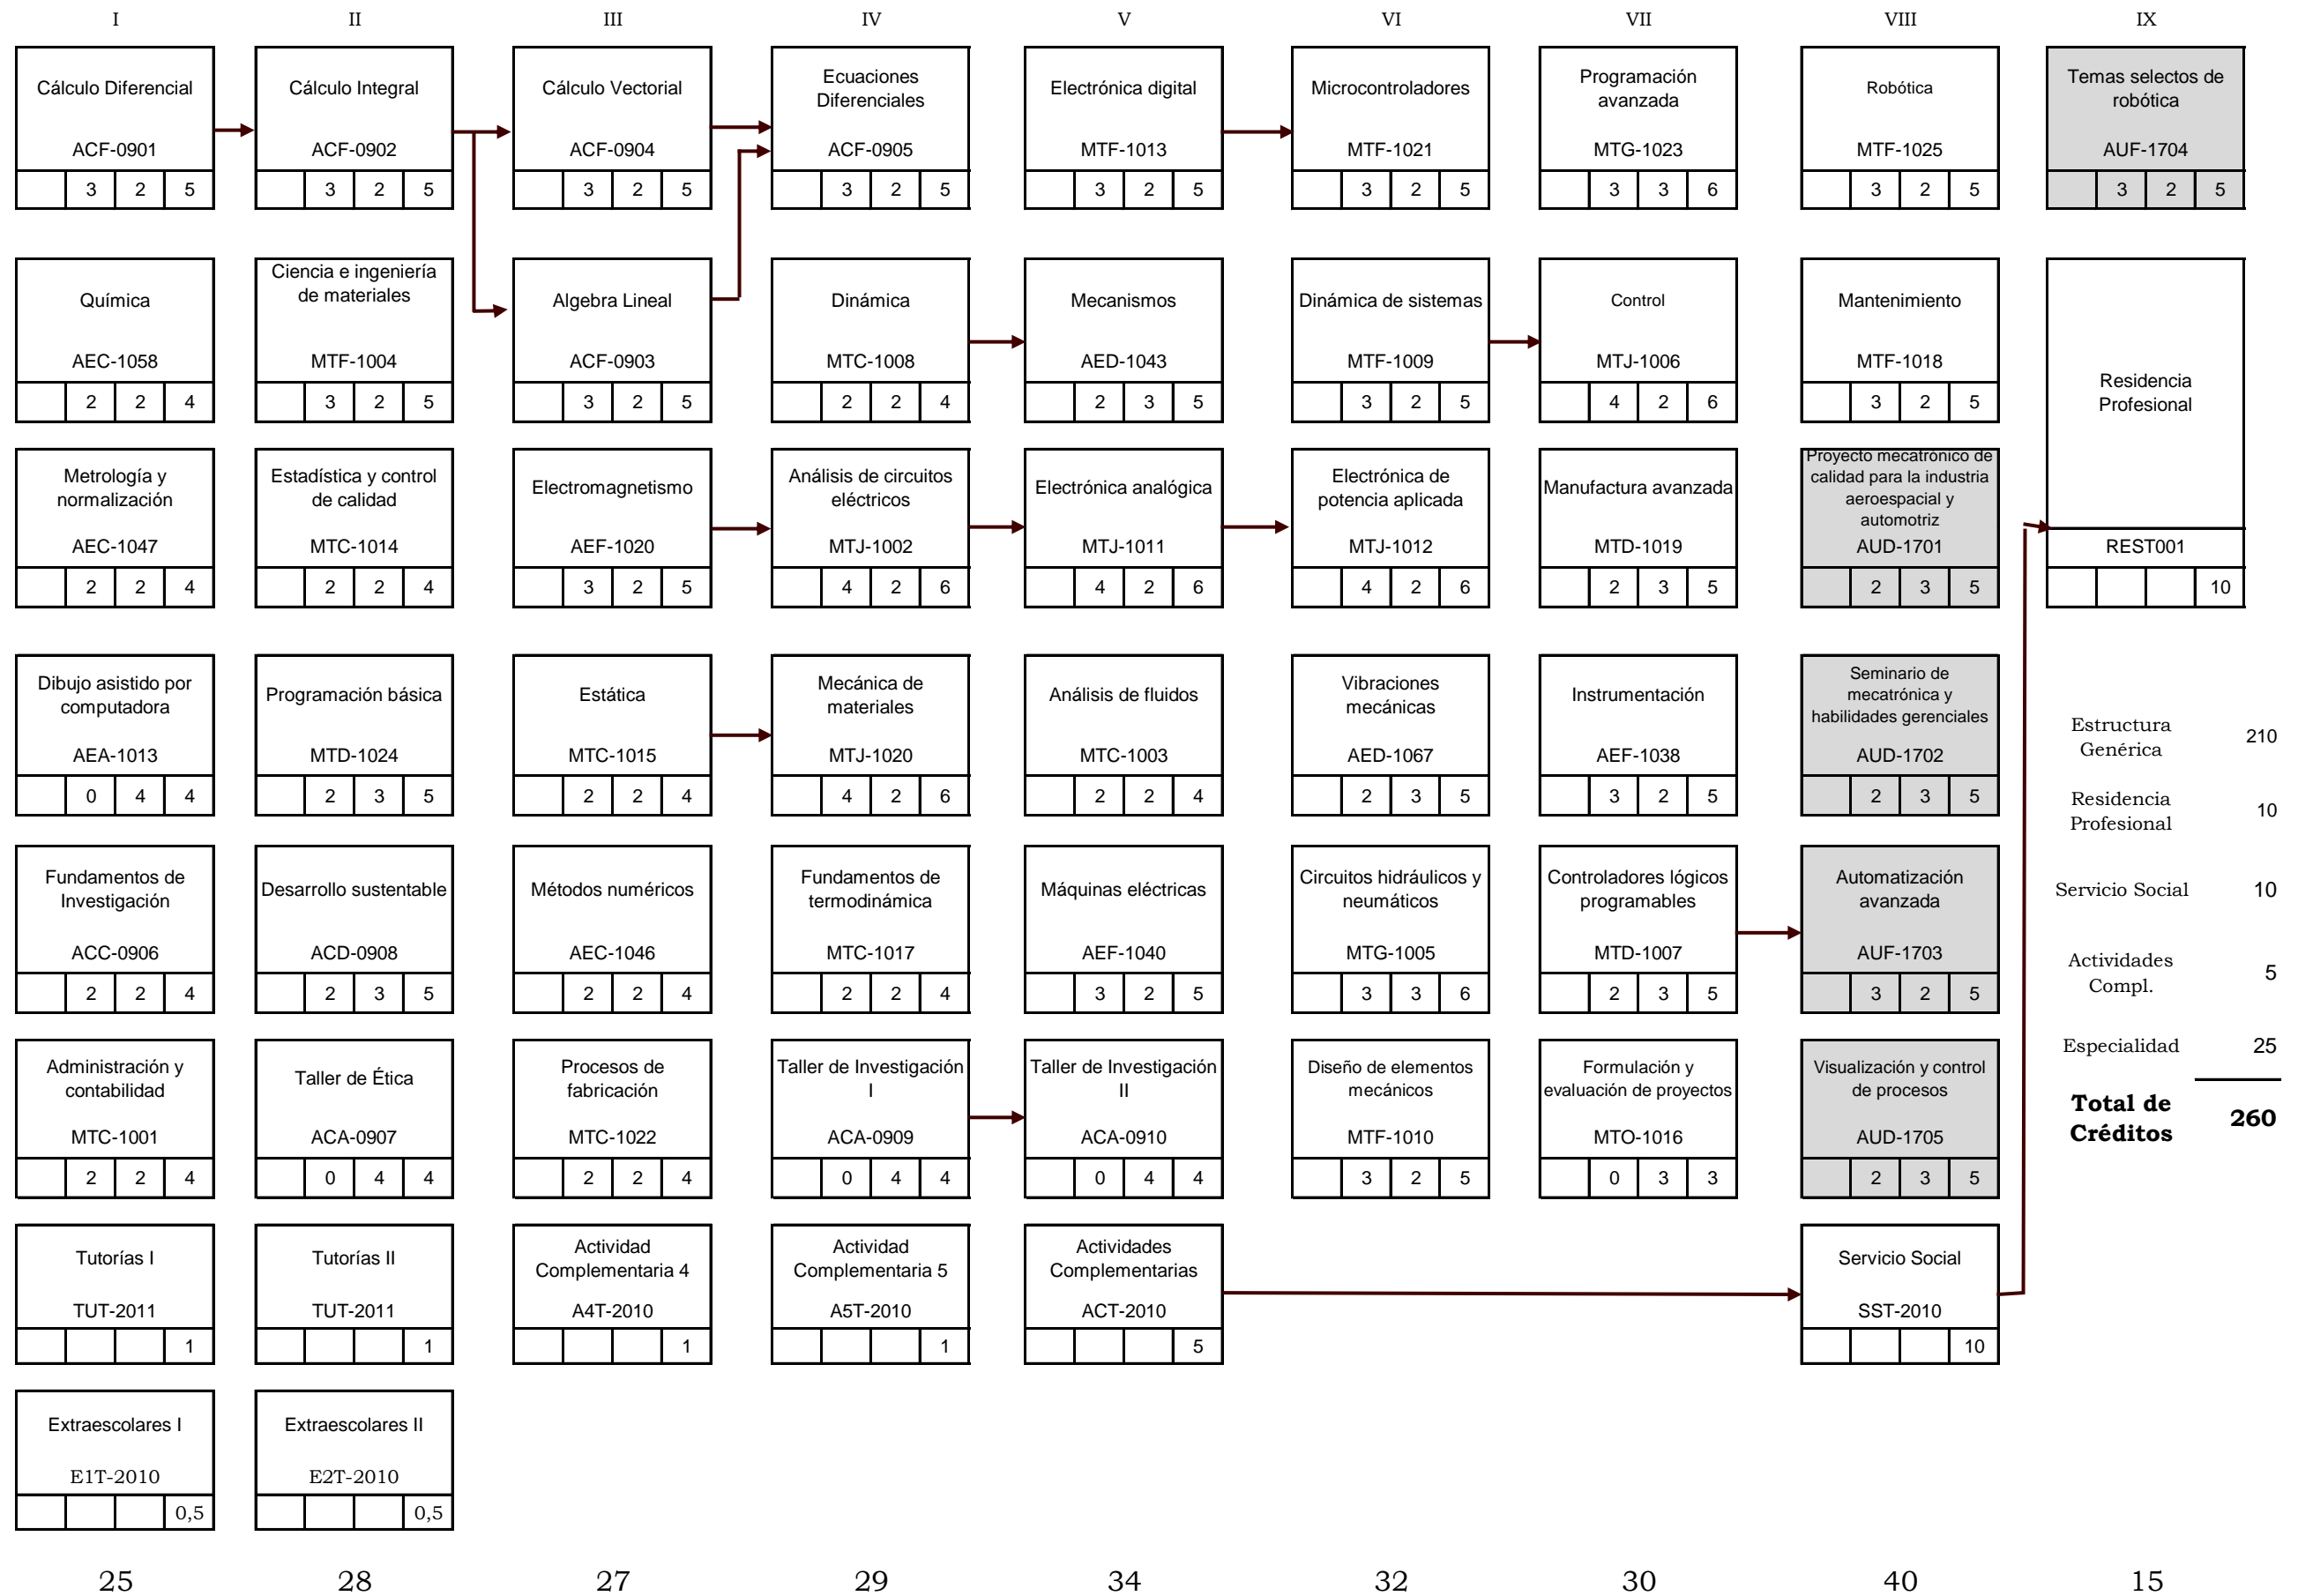 I II III IV V VI VII VIII IX
Cálculo Diferencial
ACF-0901
3 2 5
Cálculo Integral
ACF-0902
3 2 5
Cálculo Vectorial
ACF-0904
3 2 5
Ecuaciones
Diferenciales
ACF-0905
3 2 5
Electrónica digital
MTF-1013
3 2 5
Microcontroladores
MTF-1021
3 2 5
Programación
avanzada
MTG-1023
3 3 6
Robótica
MTF-1025
3 2 5
Temas selectos de
robótica
AUF-1704
3 2 5
Química
AEC-1058
2 2 4
Ciencia e ingeniería
de materiales
MTF-1004
3 2 5
Algebra Lineal
ACF-0903
3 2 5
Dinámica
MTC-1008
2 2 4
Mecanismos
AED-1043
2 3 5
Dinámica de sistemas
MTF-1009
3 2 5
Control
MTJ-1006
4 2 6
Mantenimiento
MTF-1018
3 2 5
Residencia
Profesional
REST001
10
Metrología y
normalización
AEC-1047
2 2 4
Estadística y control
de calidad
MTC-1014
2 2 4
Electromagnetismo
AEF-1020
3 2 5
Análisis de circuitos
eléctricos
MTJ-1002
4 2 6
Electrónica analógica
MTJ-1011
4 2 6
Electrónica de
potencia aplicada
MTJ-1012
4 2 6
Manufactura avanzada
MTD-1019
2 3 5
Proyecto mecatrónico de
calidad para la industria
aeroespacial y
automotriz
AUD-1701
2 3 5
Dibujo asistido por
computadora
AEA-1013
0 4 4
Programación básica
MTD-1024
2 3 5
Estática
MTC-1015
2 2 4
Mecánica de
materiales
MTJ-1020
4 2 6
Análisis de fluidos
MTC-1003
2 2 4
Vibraciones
mecánicas
AED-1067
2 3 5
Instrumentación
AEF-1038
3 2 5
Seminario de
mecatrónica y
habilidades gerenciales
AUD-1702
2 3 5
Estructura
Genérica
210
Residencia
Profesional
10
Fundamentos de
Investigación
ACC-0906
2 2 4
Desarrollo sustentable
ACD-0908
2 3 5
Métodos numéricos
AEC-1046
2 2 4
Fundamentos de
termodinámica
MTC-1017
2 2 4
Máquinas eléctricas
AEF-1040
3 2 5
Circuitos hidráulicos y
neumáticos
MTG-1005
3 3 6
Controladores lógicos
programables
MTD-1007
2 3 5
Automatización
avanzada
AUF-1703
3 2 5
Servicio Social
10
Actividades
Compl.
5
Administración y
contabilidad
MTC-1001
2 2 4
Taller de Ética
ACA-0907
0 4 4
Procesos de
fabricación
MTC-1022
2 2 4
Taller de Investigación
I
ACA-0909
0 4 4
Taller de Investigación
II
ACA-0910
0 4 4
Diseño de elementos
mecánicos
MTF-1010
3 2 5
Formulación y
evaluación de proyectos
MTO-1016
0 3 3
Visualización y control
de procesos
AUD-1705
2 3 5
Especialidad
25
Total de
Créditos
260
Tutorías I
TUT-2011
1
Tutorías II
TUT-2011
1
Actividad
Complementaria 4
A4T-2010
1
Actividad
Complementaria 5
A5T-2010
1
Actividades
Complementarias
ACT-2010
5
Servicio Social
SST-2010
10
Extraescolares I
E1T-2010
0,5
Extraescolares II
E2T-2010
0,5
25 28 27 29 34 32 30 40 15